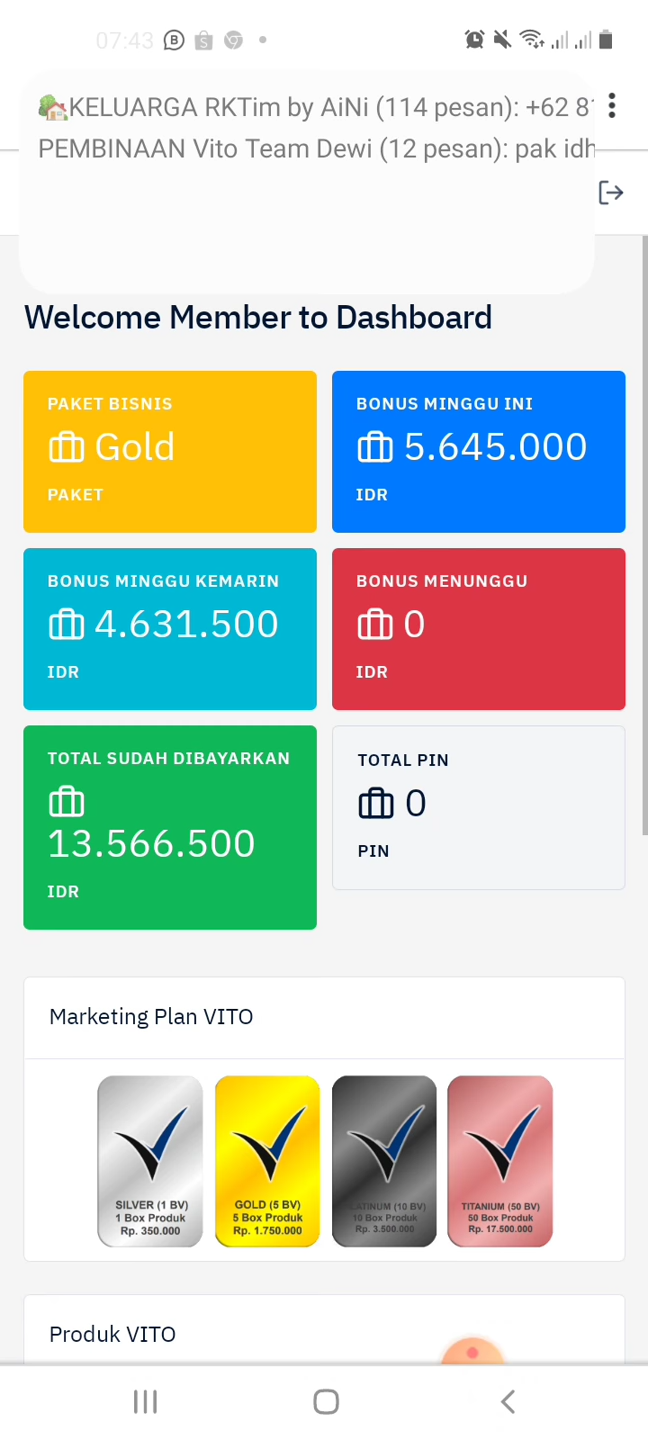 07:43
KELUARGA RKTim by AiNi (114 pesan): +62 81
PEMBINAAN Vito Team Dewi (12 pesan): pak idh
Welcome Member to Dashboard
PAKET BISNIS
Gold
PAKET
BONUS MINGGU INI
5.645.000
IDR
BONUS MINGGU KEMARIN
4.631.500
IDR
BONUS MENUNGGU
0
IDR
TOTAL SUDAH DIBAYARKAN
13.566.500
IDR
TOTAL PIN
0
PIN
Marketing Plan VITO
SILVER (1 BV)
1 Box Produk
Rp. 350.000
GOLD (5 BV)
5 Box Produk
Rp. 1.750.000
LATINUM (10 BV)
10 Box Produk
Rp. 3.500.000
TITANIUM (50 BV)
50 Box Produk
Rp. 17.500.000
Produk VITO